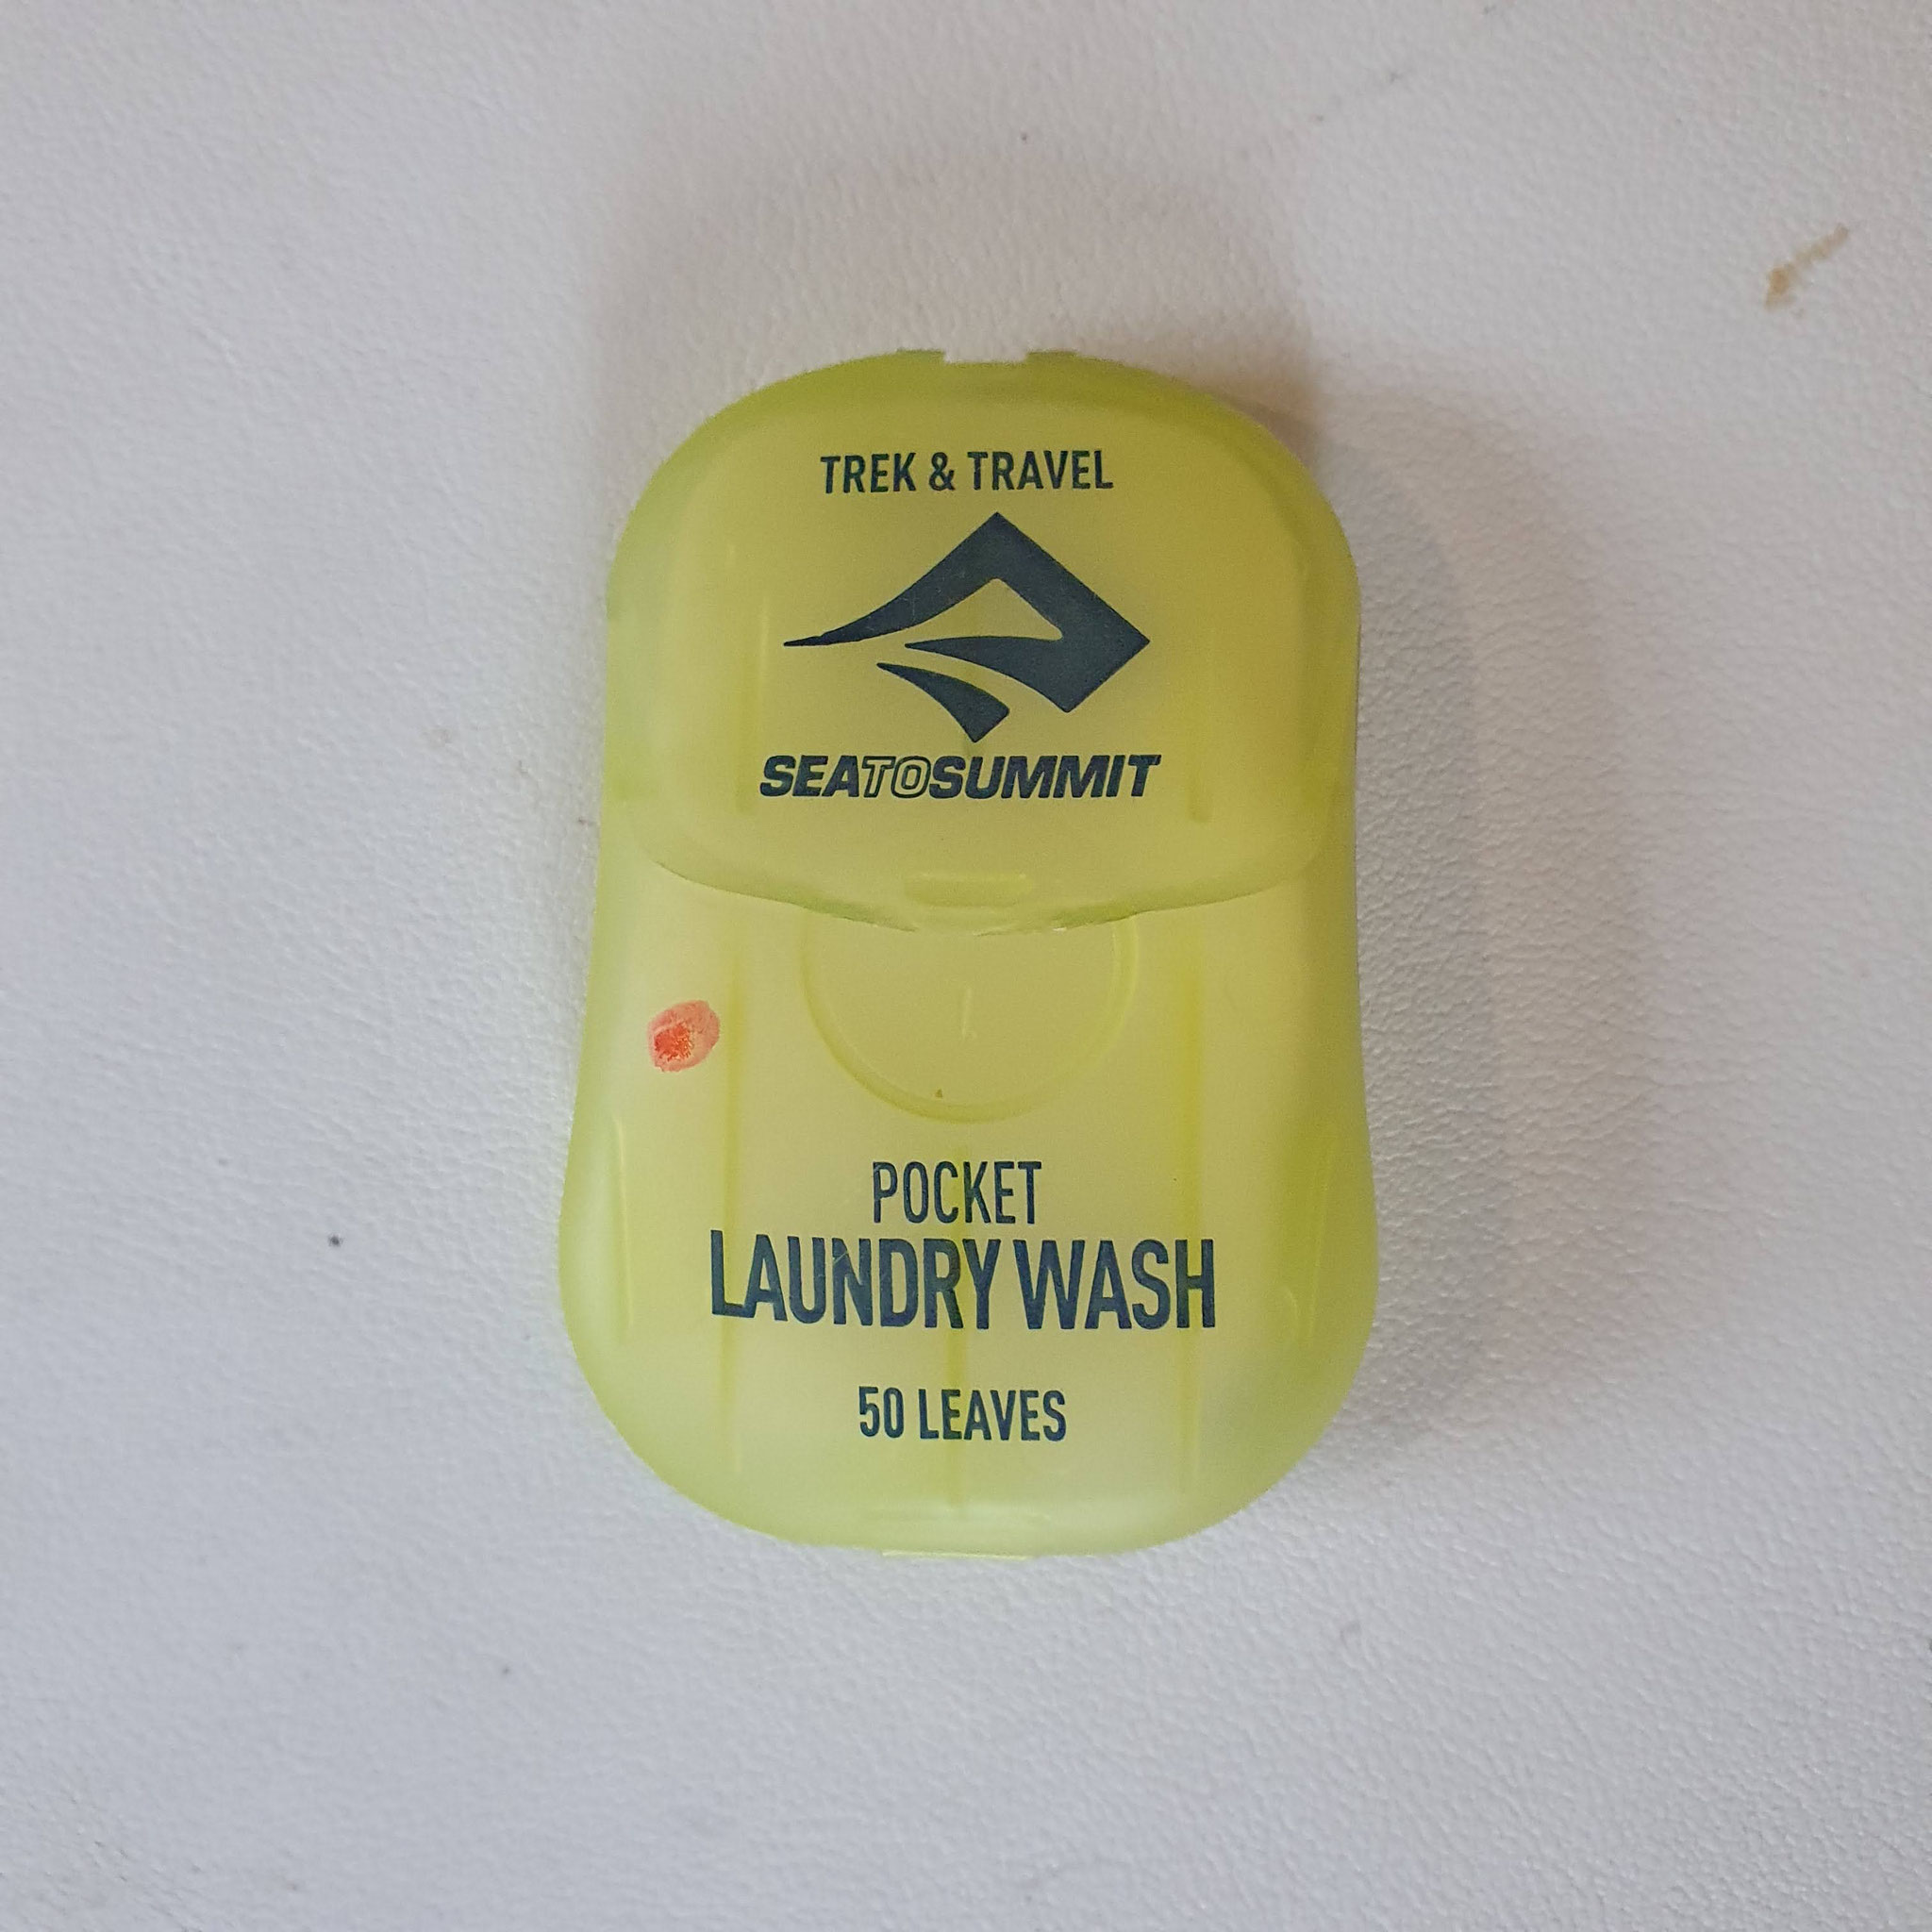 TREK & TRAVEL
SEATOSUMMIT
POCKET
LAUNDRY WASH
50 LEAVES